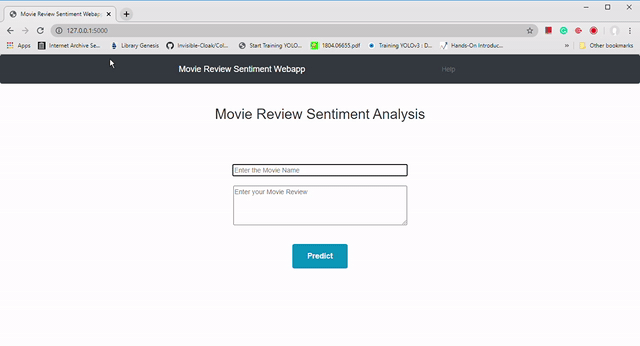 Movie Review Sentiment Webapp
127.0.0.1:5000
Apps Internet Archive Se... Library Genesis Invisible-Cloak/Col... Start Training YOLO... 1804.06655.pdf Training YOLOv3 : D... Hands-On Introduc... » Other bookmarks
Movie Review Sentiment Webapp Help
Movie Review Sentiment Analysis
Enter the Movie Name
Enter your Movie Review
Predict